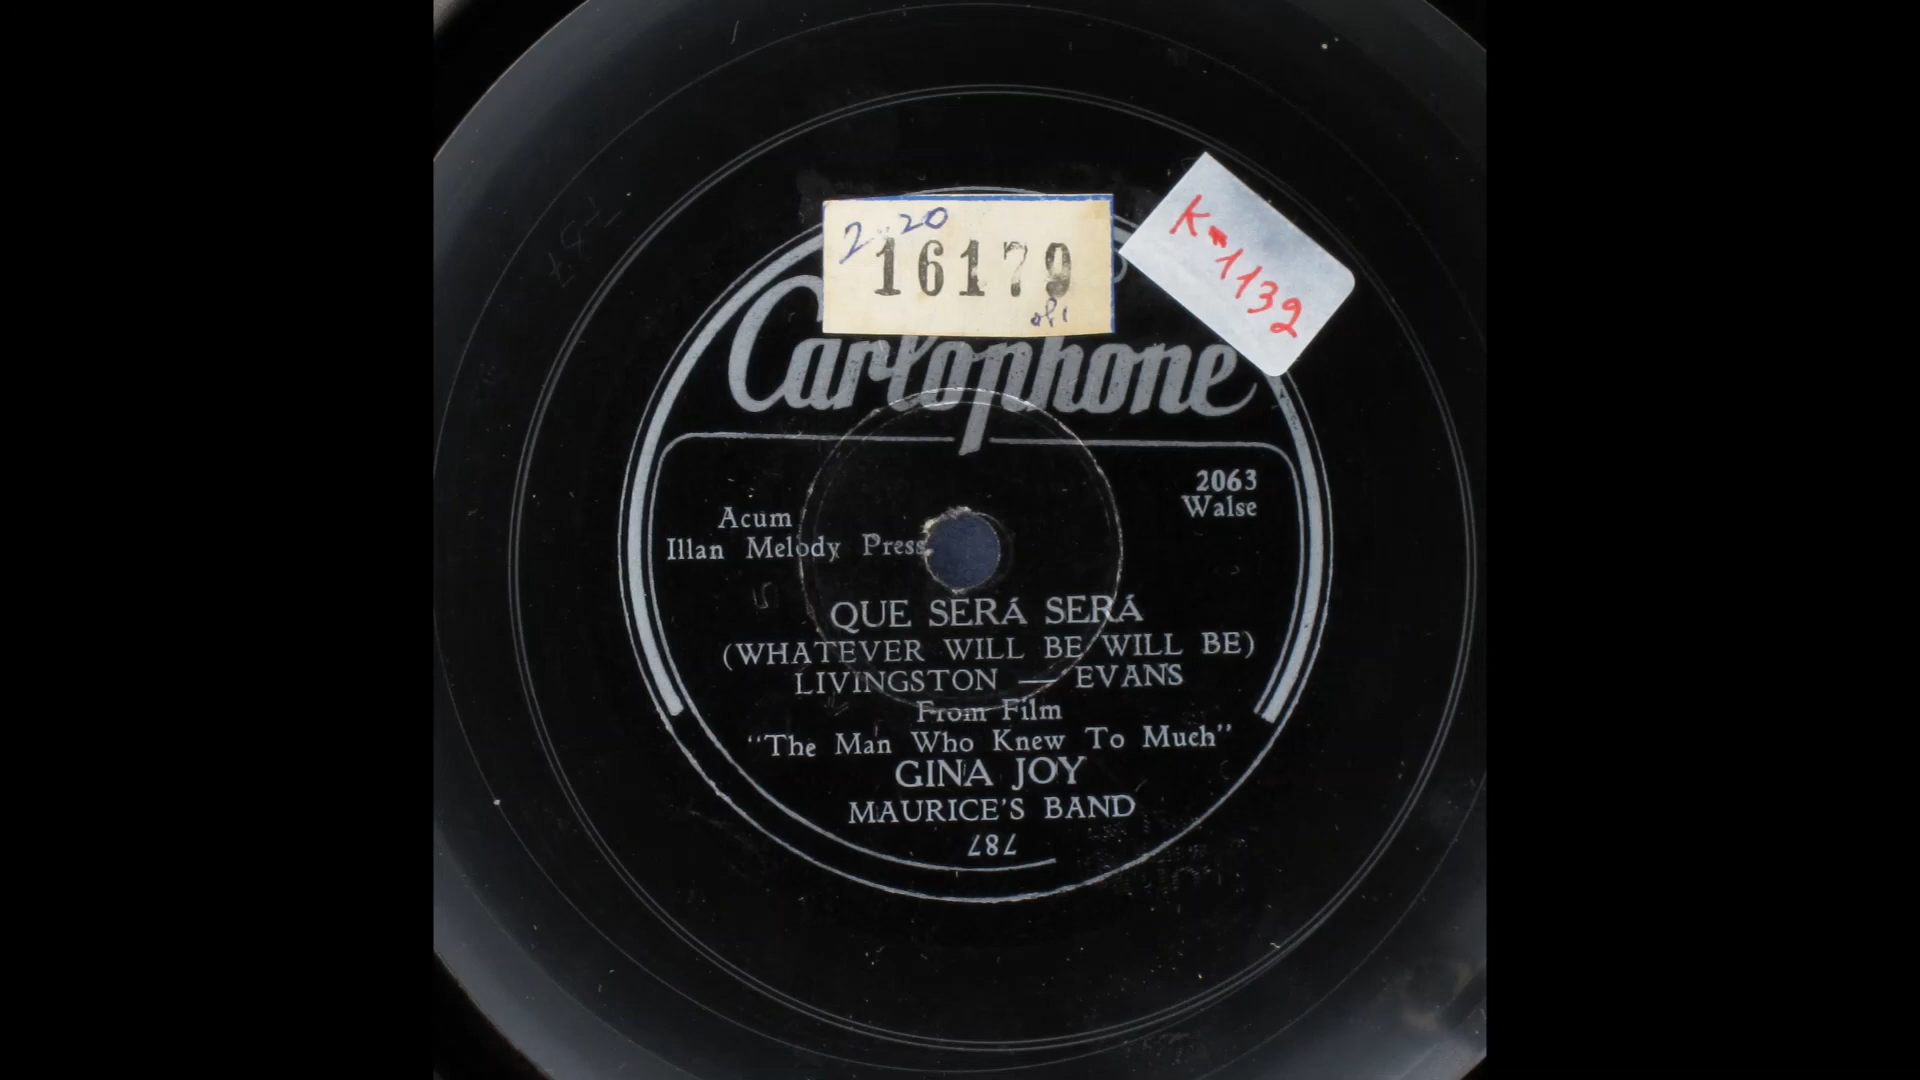 2.20
16179
K-1132
Carlophone
2063
Walse
Acum
Illan Melody Press
QUE SERÁ SERÁ
(WHATEVER WILL BE WILL BE)
LIVINGSTON — EVANS
From Film
"The Man Who Knew To Much"
GINA JOY
MAURICE'S BAND
787